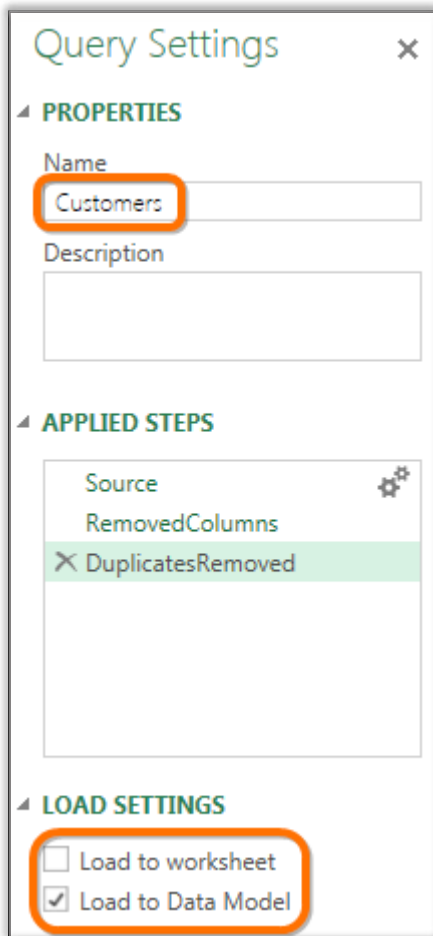 Query Settings
PROPERTIES
Name
Customers
Description
APPLIED STEPS
Source
RemovedColumns
DuplicatesRemoved
LOAD SETTINGS
Load to worksheet
Load to Data Model